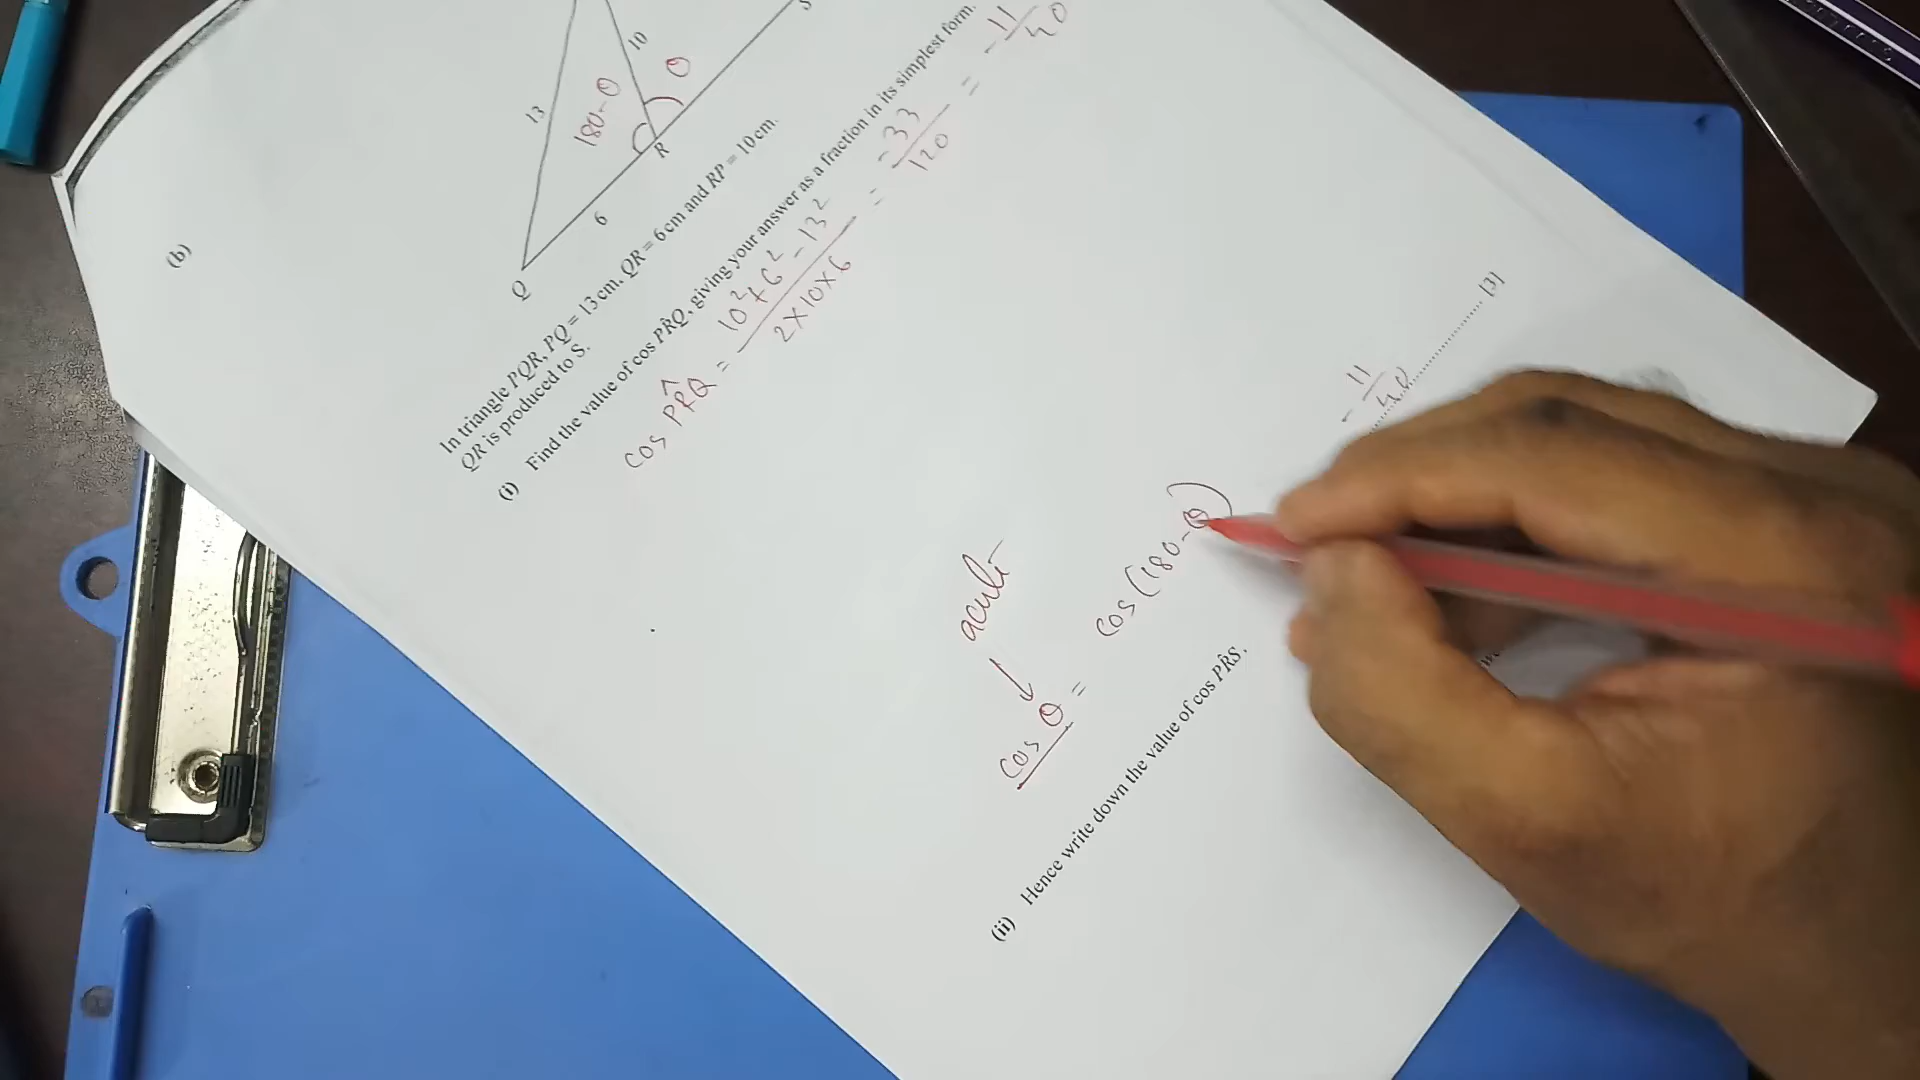 (b)
13
10
180-θ
θ
6
R
Q
S
In triangle PQR, PQ = 13 cm, QR = 6 cm and RP = 10 cm.
QR is produced to S.
(i) Find the value of cos PR̂Q, giving your answer as a fraction in its simplest form.
cos PR̂Q = 10² + 6² - 13² / 2×10×6 = -33/120 = -11/40
-11/40 [3]
acute
cos θ = cos(180-θ)
(ii) Hence write down the value of cos PR̂S.